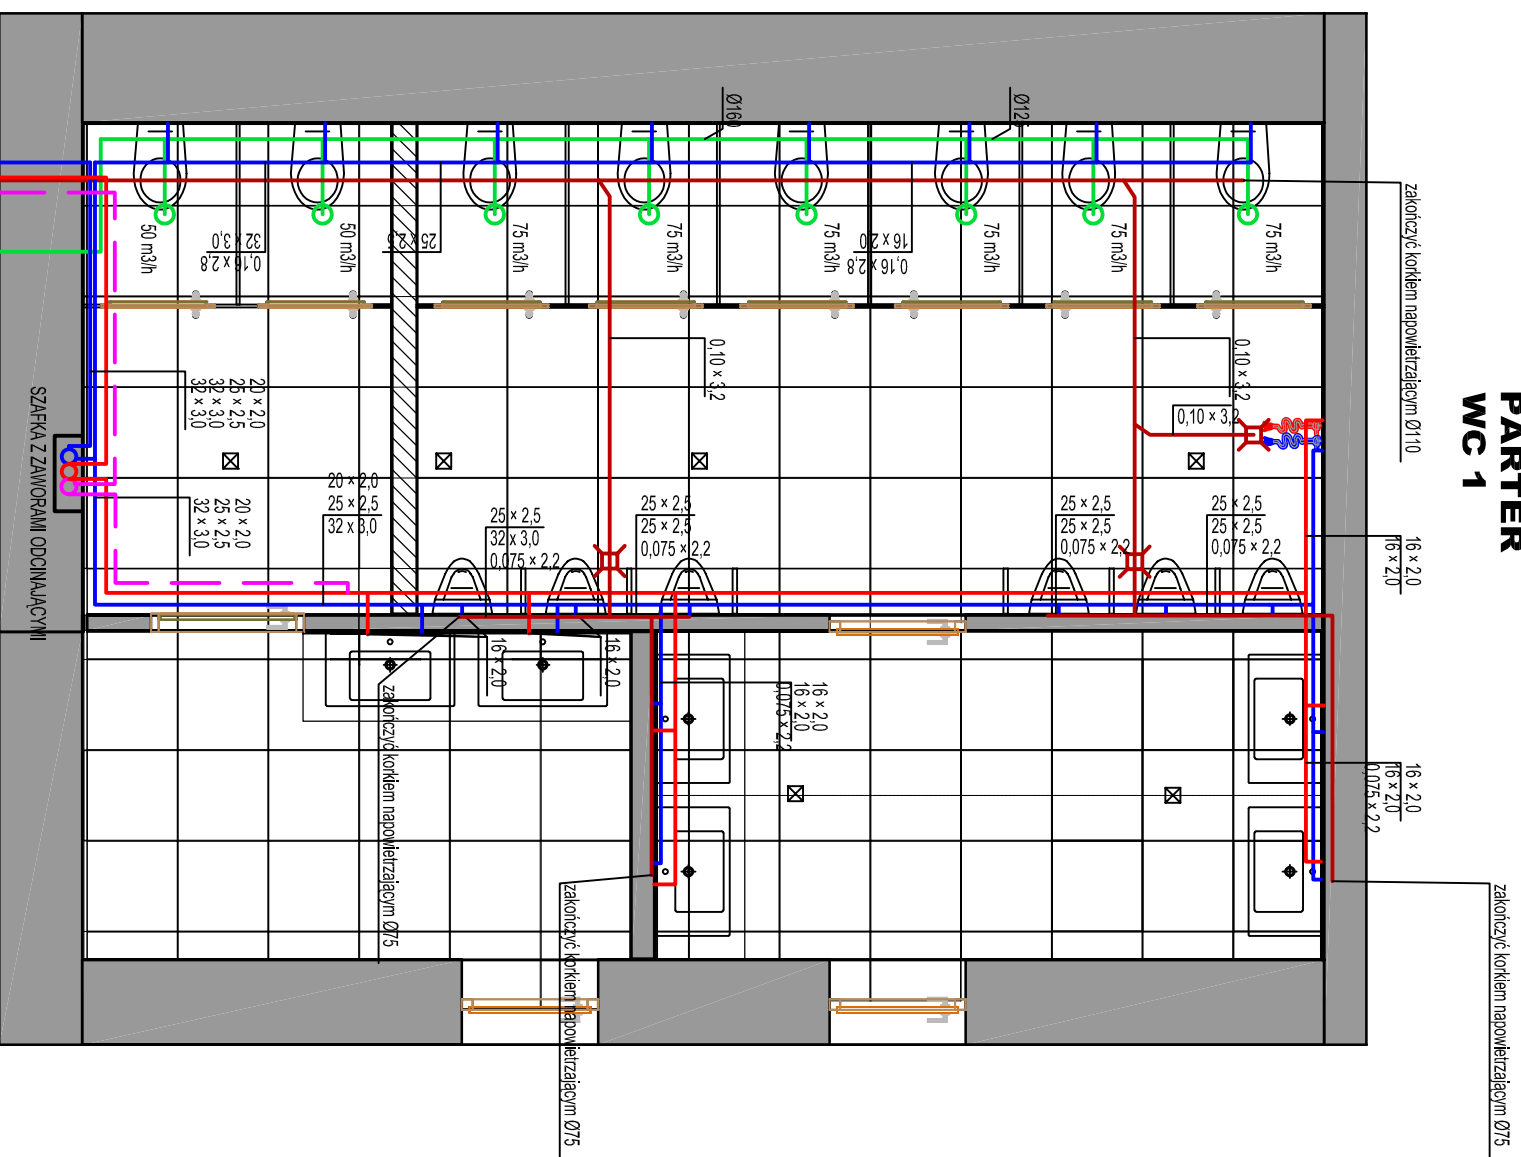 PARTER
WC 1
Ø160
Ø125
zakończyć korkiem napowietrzającym Ø110
50 m3/h
50 m3/h
75 m3/h
75 m3/h
75 m3/h
75 m3/h
75 m3/h
75 m3/h
32 x 3,0
0,16 x 2,8
25 x 2,5
16 x 2,0
0,16 x 2,8
0,10 x 3,2
0,10 x 3,2
0,10 x 3,2
20 x 2,0
25 x 2,5
32 x 3,0
32 x 3,0
SZAFKA Z ZAWORAMI ODCINAJĄCYMI
20 x 2,0
25 x 2,5
32 x 3,0
20 x 2,0
25 x 2,5
32 x 3,0
25 x 2,5
32 x 3,0
0,075 x 2,2
25 x 2,5
25 x 2,5
0,075 x 2,2
25 x 2,5
25 x 2,5
0,075 x 2,2
25 x 2,5
25 x 2,5
0,075 x 2,2
16 x 2,0
16 x 2,0
16 x 2,0
16 x 2,0
16 x 2,0
16 x 2,0
0,075 x 2,2
16 x 2,0
16 x 2,0
0,075 x 2,2
zakończyć korkiem napowietrzającym Ø75
zakończyć korkiem napowietrzającym Ø75
zakończyć korkiem napowietrzającym Ø75